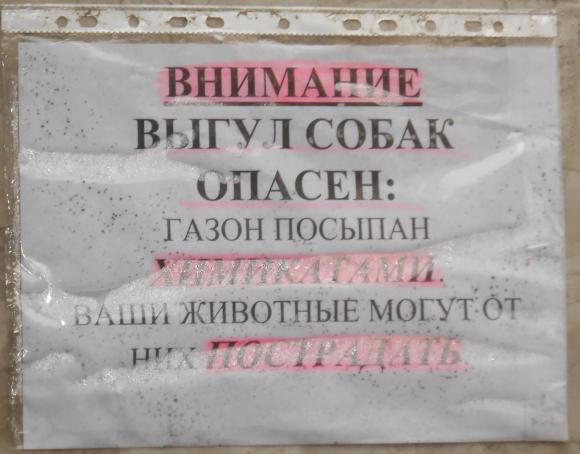 ВНИМАНИЕ
ВЫГУЛ СОБАК
ОПАСЕН:
ГАЗОН ПОСЫПАН
ХИМИКАТАМИ.
ВАШИ ЖИВОТНЫЕ МОГУТ ОТ
НИХ ПОСТРАДАТЬ